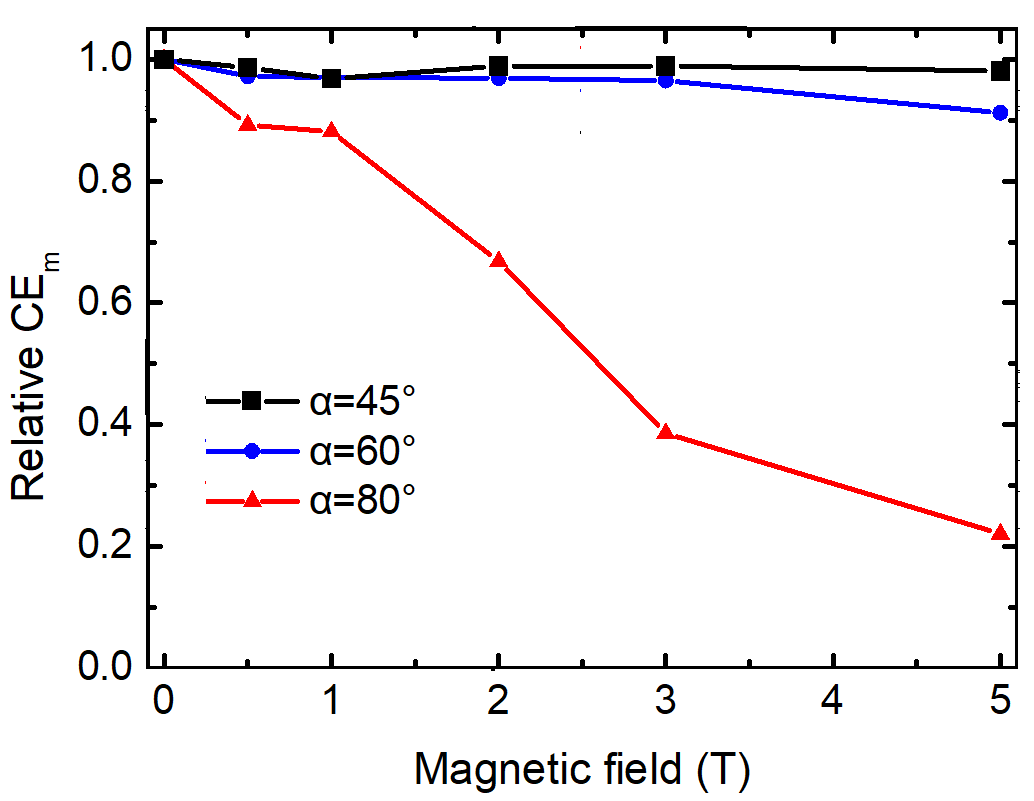 1.0
0.8
0.6
0.4
0.2
0.0
Relative CEm
α=45°
α=60°
α=80°
0 1 2 3 4 5
Magnetic field (T)